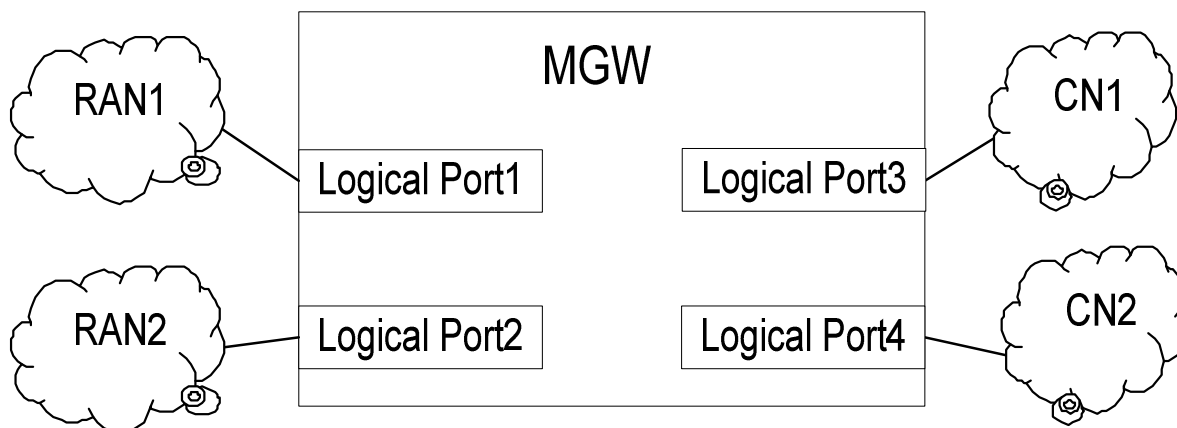 MGW
RAN1
CN1
Logical Port1
Logical Port3
RAN2
CN2
Logical Port2
Logical Port4